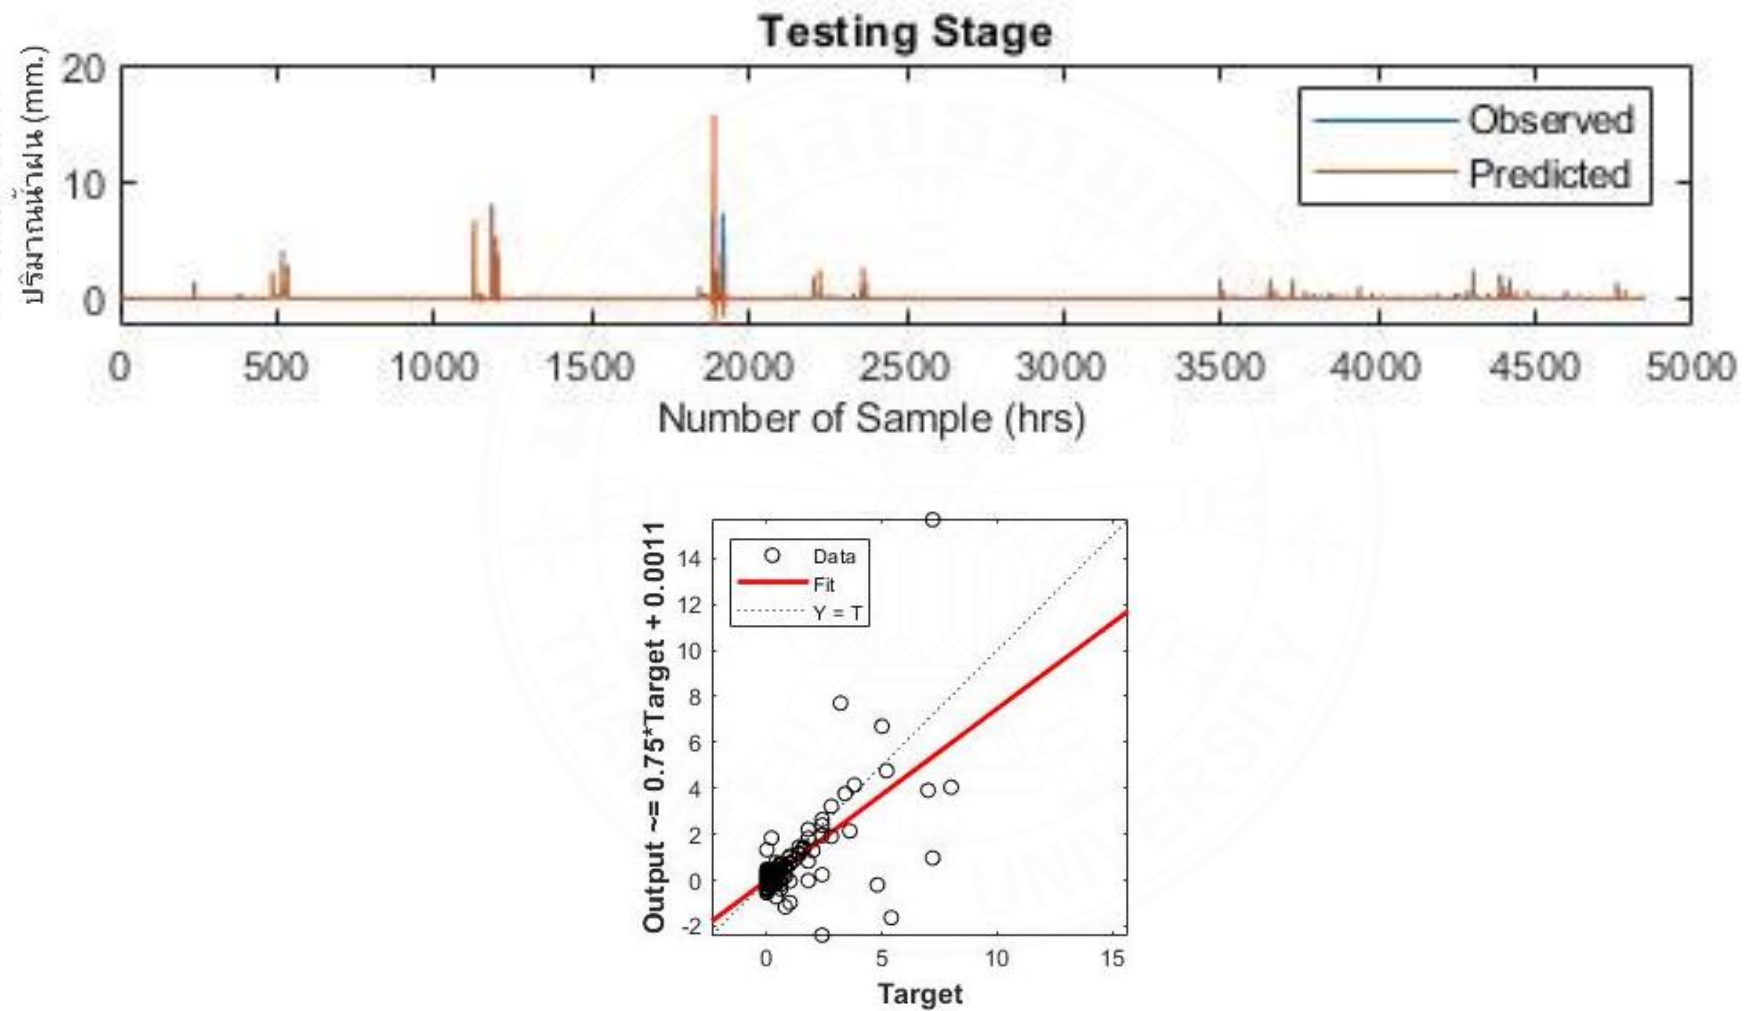 Testing Stage
ปริมาณน้ำฝน (mm.)
20
10
0
Observed
Predicted
0 500 1000 1500 2000 2500 3000 3500 4000 4500 5000
Number of Sample (hrs)
Output ~= 0.75*Target + 0.0011
14
12
10
8
6
4
2
0
-2
Data
Fit
Y = T
0 5 10 15
Target
UNIVERSITY